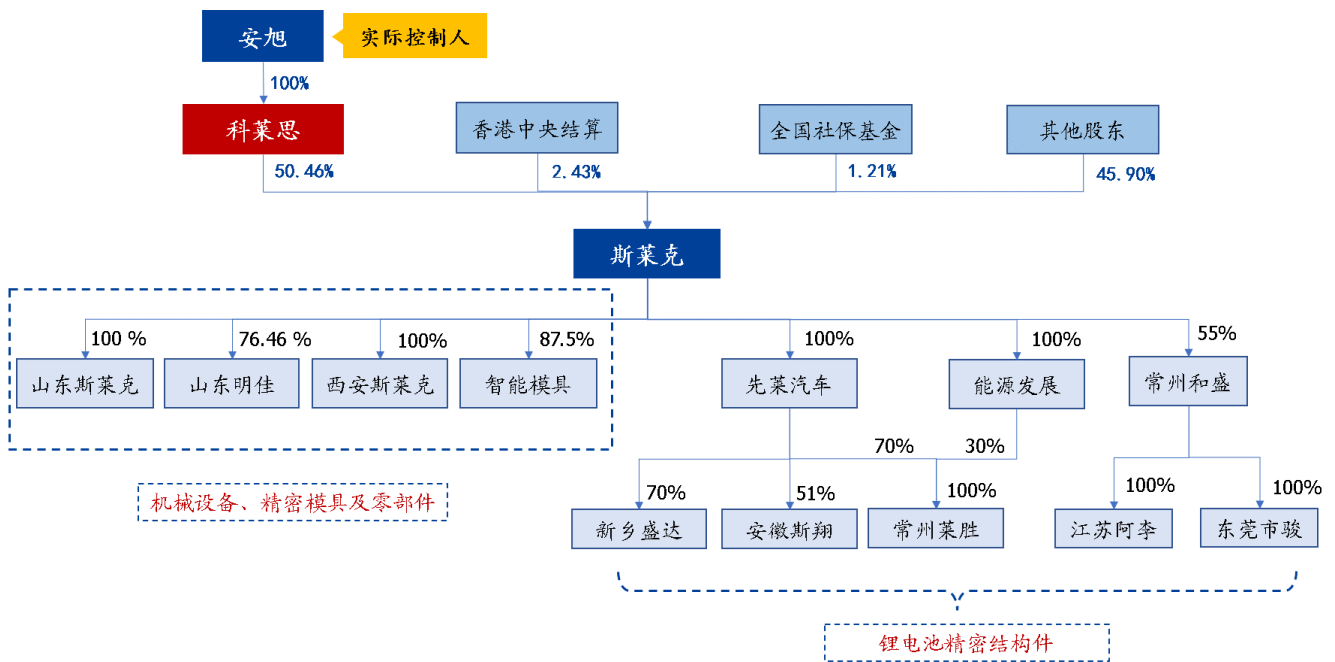 安旭
实际控制人
100%
科莱思
香港中央结算
全国社保基金
其他股东
50.46%
2.43%
1.21%
45.90%
斯莱克
100 %
76.46 %
100%
87.5%
100%
100%
55%
山东斯莱克
山东明佳
西安斯莱克
智能模具
先莱汽车
能源发展
常州和盛
70%
30%
70%
51%
100%
100%
100%
新乡盛达
安徽斯翔
常州莱胜
江苏阿李
东莞市骏
机械设备、精密模具及零部件
锂电池精密结构件